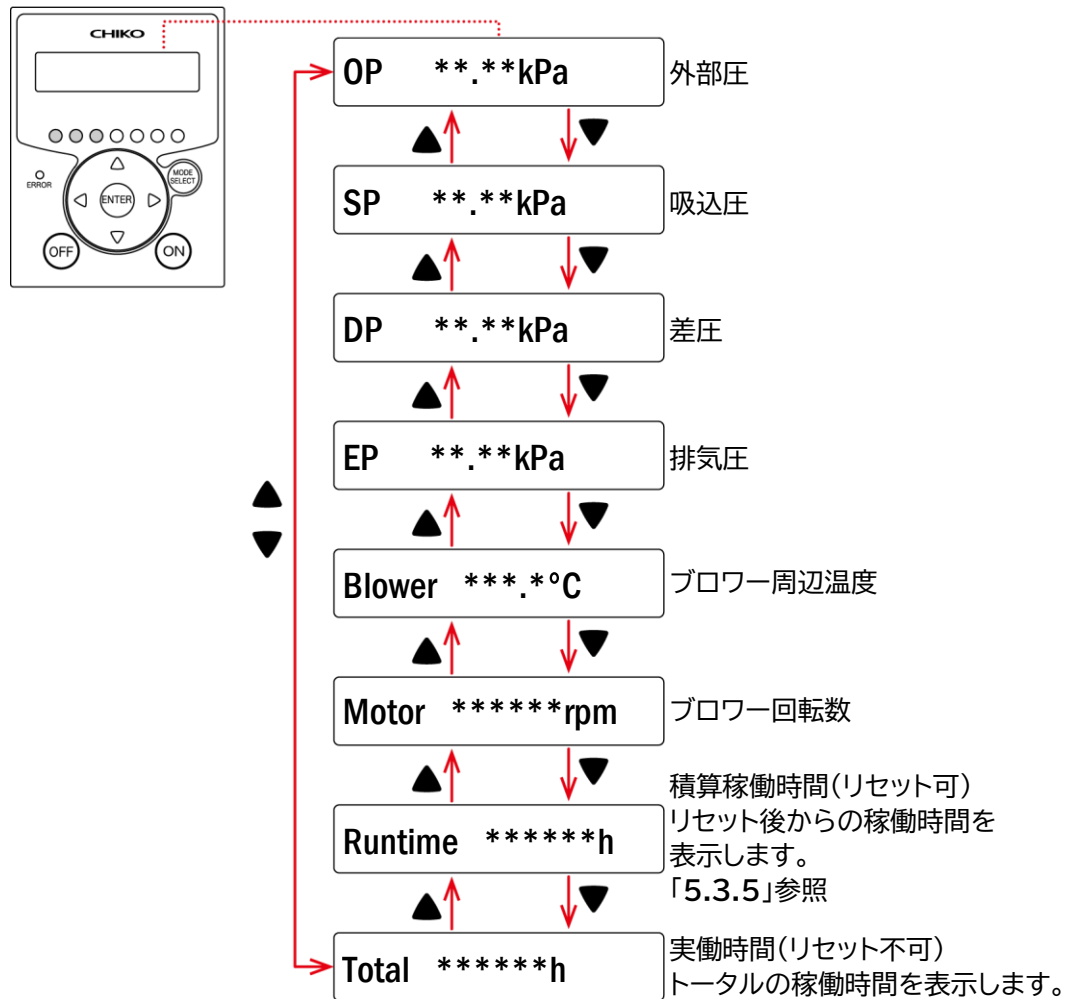 CHIKO
ERROR
MODE SELECT
ENTER
OFF
ON
OP **.**kPa
外部圧
SP **.**kPa
吸込圧
DP **.**kPa
差圧
EP **.**kPa
排気圧
Blower ***.*°C
ブロワー周辺温度
Motor ******rpm
ブロワー回転数
Runtime ******h
積算稼働時間(リセット可)
リセット後からの稼働時間を
表示します。
「5.3.5」参照
Total ******h
実働時間(リセット不可)
トータルの稼働時間を表示します。